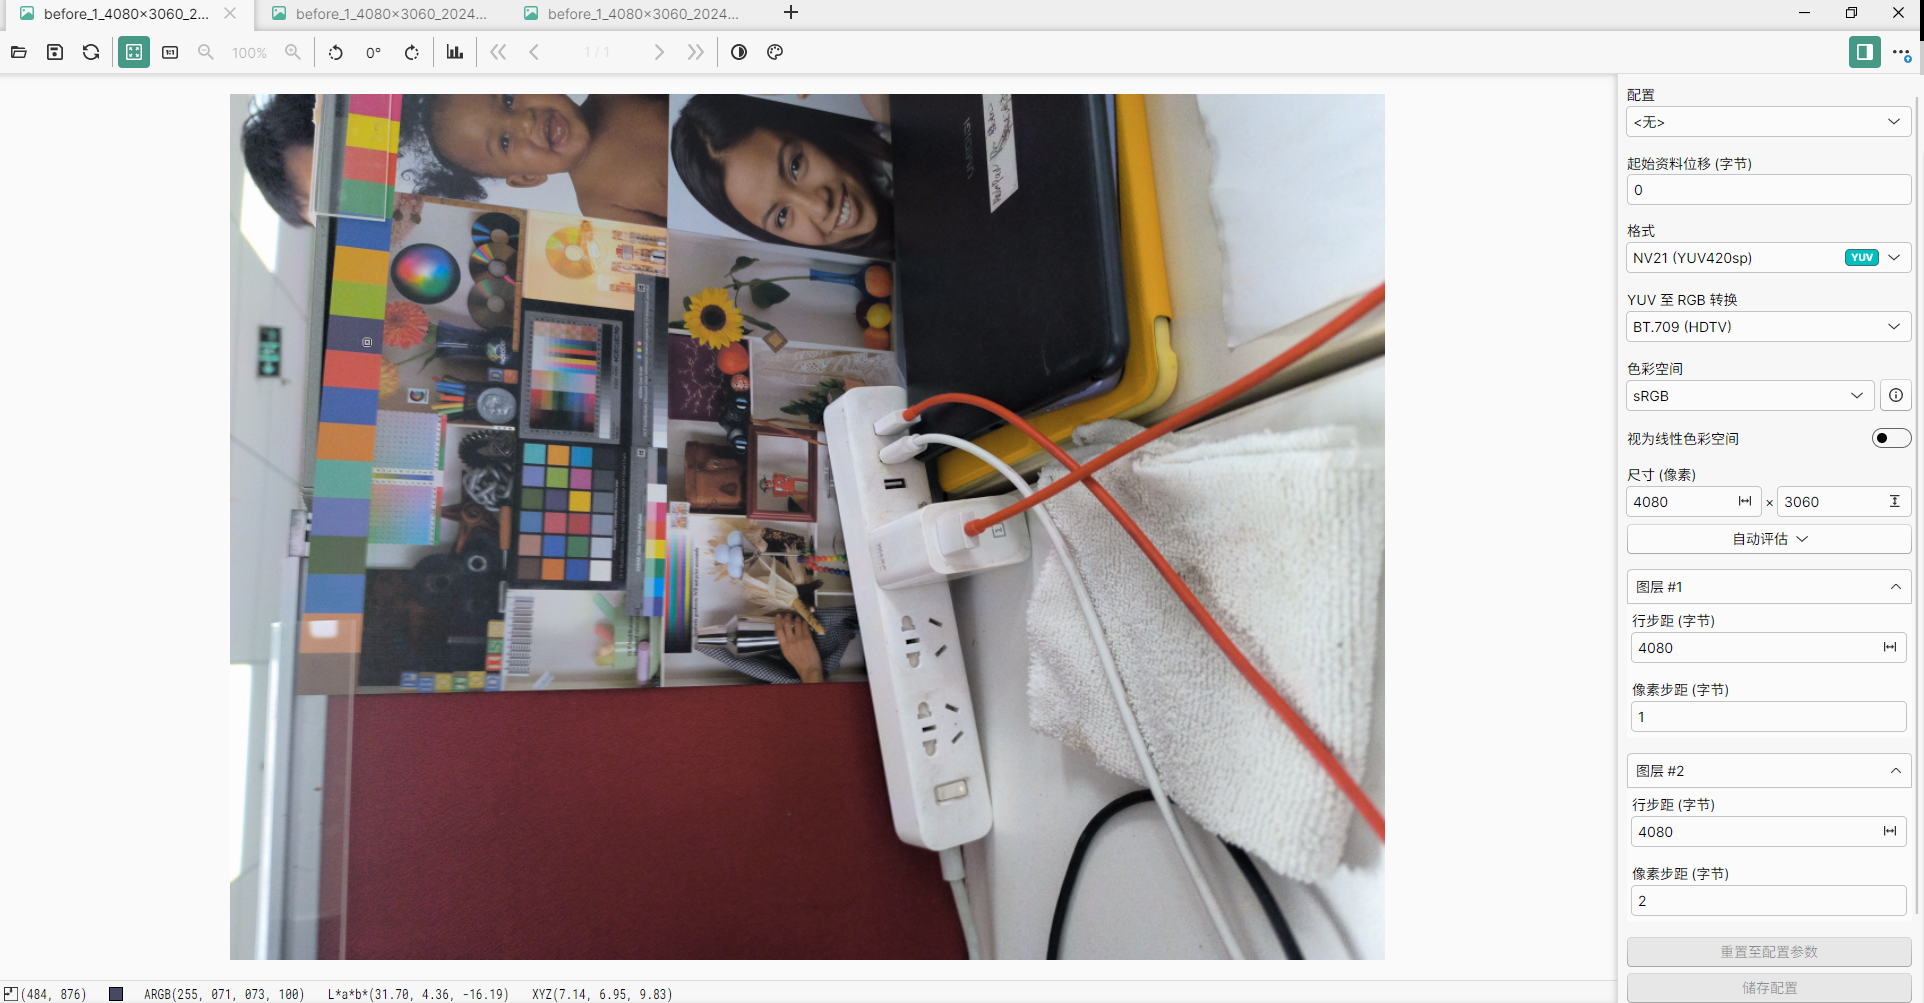 before_1_4080×3060_2...
before_1_4080×3060_2024...
before_1_4080×3060_2024...
100%
0°
1 / 1
配置
<无>
起始资料位移 (字节)
0
格式
NV21 (YUV420sp)
YUV
YUV 至 RGB 转换
BT.709 (HDTV)
色彩空间
sRGB
视为线性色彩空间
尺寸 (像素)
4080
×
3060
自动评估
图层 #1
行步距 (字节)
4080
像素步距 (字节)
1
图层 #2
行步距 (字节)
4080
像素步距 (字节)
2
重置至配置参数
储存配置
(484, 876)
ARGB(255, 071, 073, 100)
L*a*b*(31.70, 4.36, -16.19)
XYZ(7.14, 6.95, 9.83)